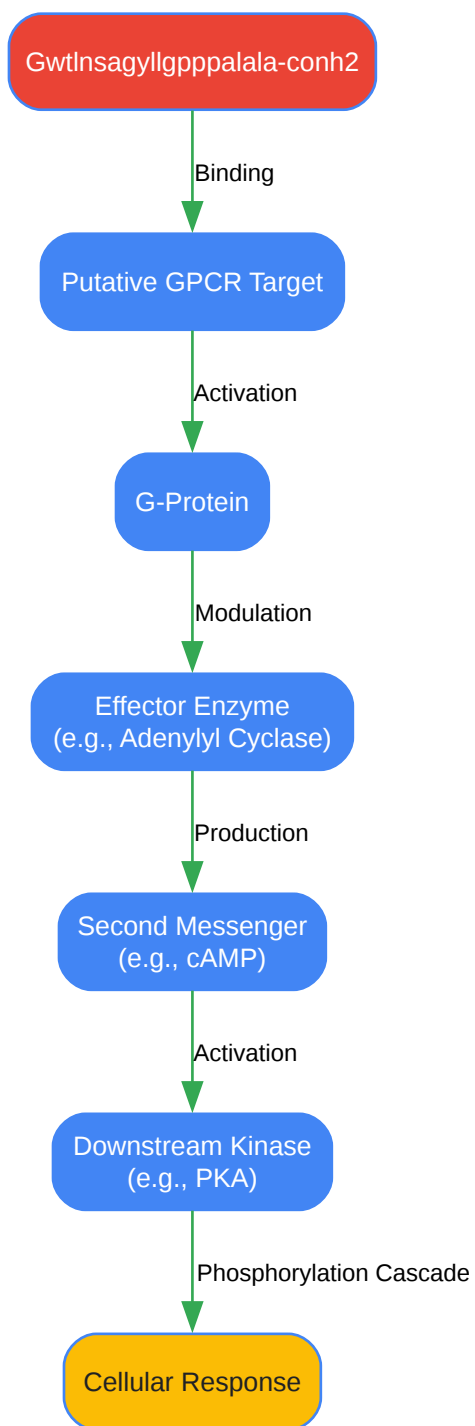 Gwtlnsagyllgpppalala-conh2
Binding
Putative GPCR Target
Activation
G-Protein
Modulation
Effector Enzyme
(e.g., Adenylyl Cyclase)
Production
Second Messenger
(e.g., cAMP)
Activation
Downstream Kinase
(e.g., PKA)
Phosphorylation Cascade
Cellular Response